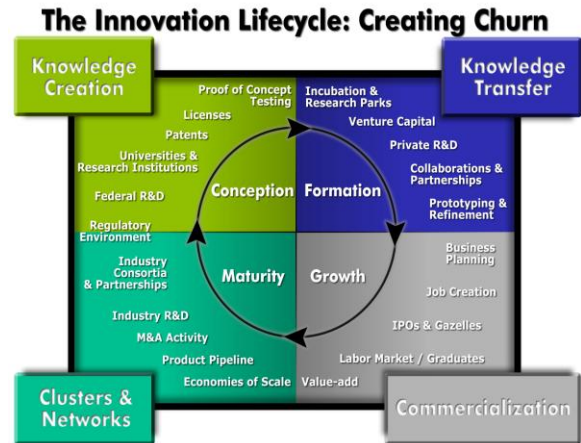 The Innovation Lifecycle: Creating Churn
Knowledge
Creation
Knowledge
Transfer
Proof of Concept
Testing
Licenses
Patents
Universities &
Research Institutions
Federal R&D
Regulatory
Environment
Conception
Incubation &
Research Parks
Venture Capital
Private R&D
Collaborations &
Partnerships
Prototyping &
Refinement
Formation
Industry
Consortia
& Partnerships
Industry R&D
M&A Activity
Product Pipeline
Economies of Scale
Maturity
Growth
Business
Planning
Job Creation
IPOs & Gazelles
Labor Market / Graduates
Value-add
Clusters &
Networks
Commercialization